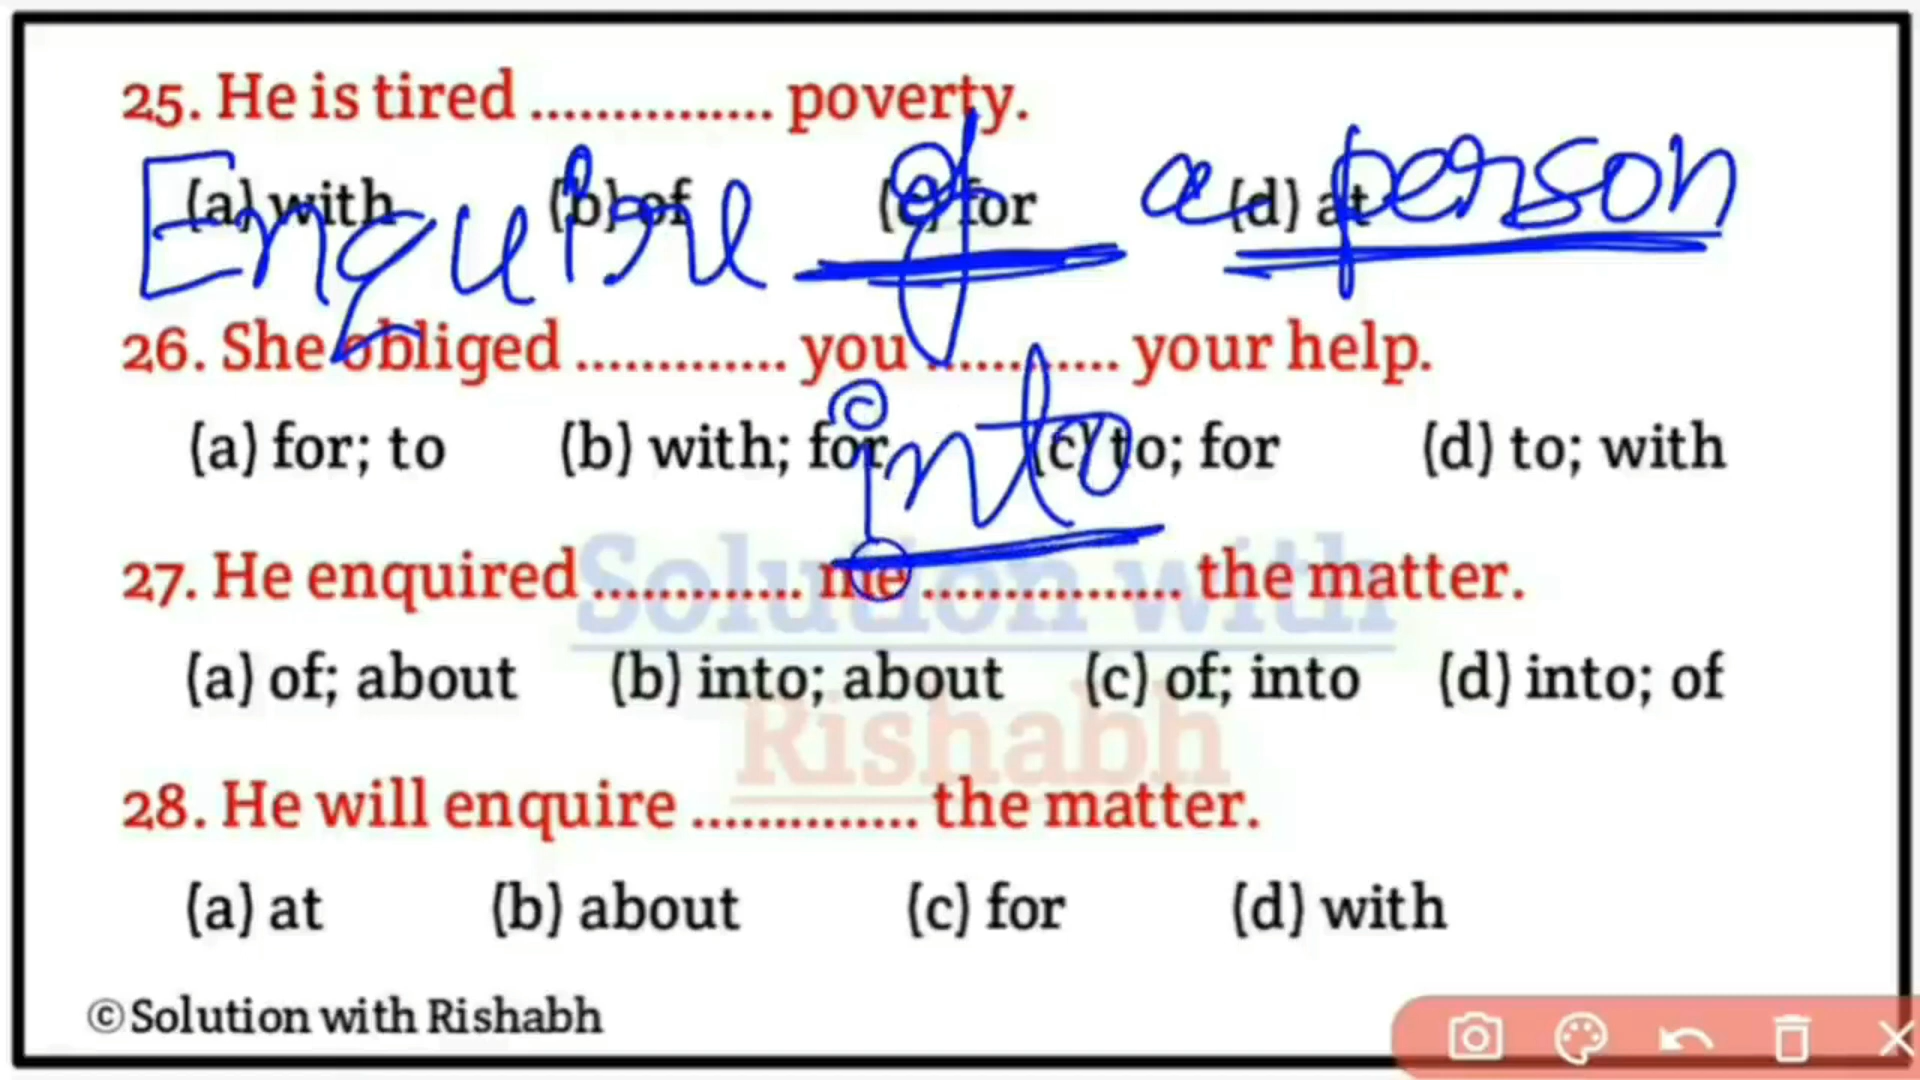 25. He is tired ............... poverty.
Enquire of a person
(a) with (b) of (c) for (d) at
26. She obliged ............. you ............ your help.
into
(a) for; to (b) with; for (c) to; for (d) to; with
27. He enquired ............. me ................ the matter.
Solution with
(a) of; about (b) into; about (c) of; into (d) into; of
Rishabh
28. He will enquire .............. the matter.
(a) at (b) about (c) for (d) with
©Solution with Rishabh